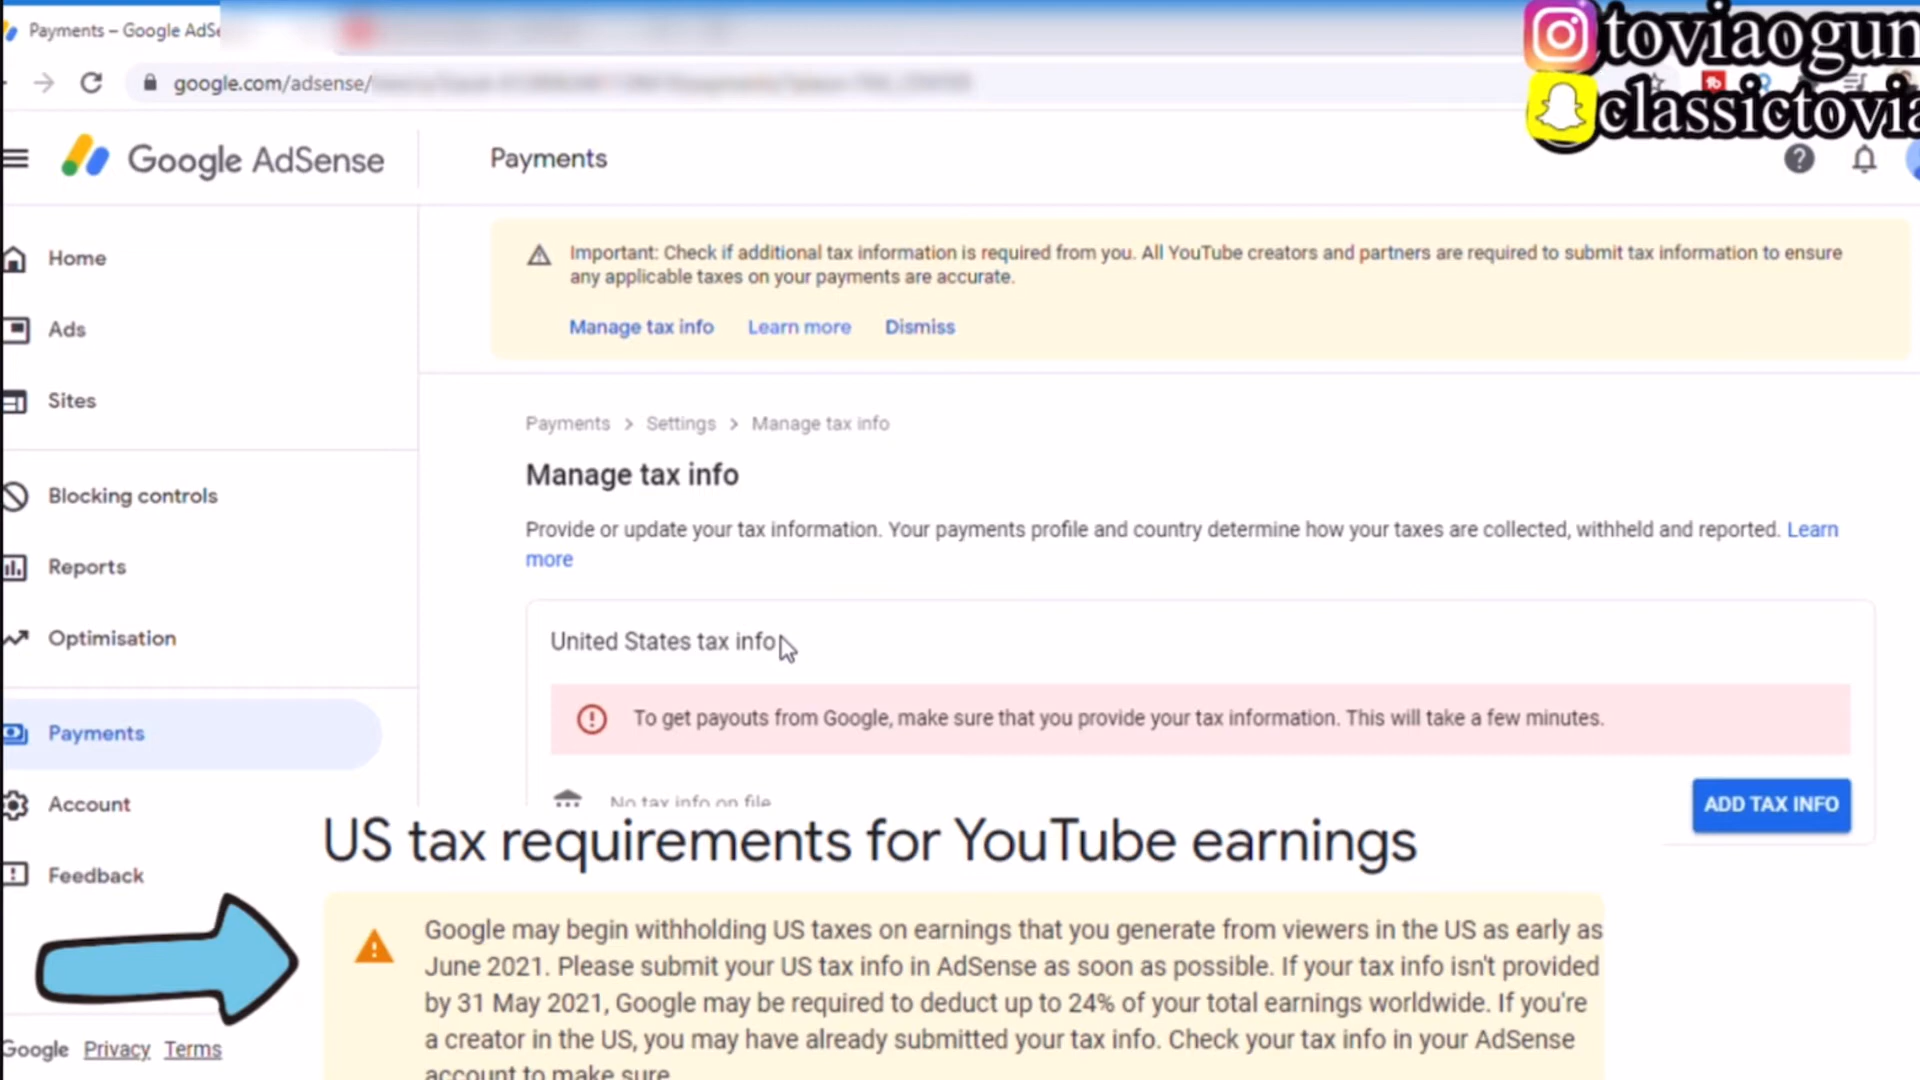 Payments – Google AdSe
toviaogun
google.com/adsense/
classictovia
Google AdSense
Payments
Home
Important: Check if additional tax information is required from you. All YouTube creators and partners are required to submit tax information to ensure
any applicable taxes on your payments are accurate.
Manage tax info Learn more Dismiss
Ads
Sites
Payments > Settings > Manage tax info
Manage tax info
Blocking controls
Provide or update your tax information. Your payments profile and country determine how your taxes are collected, withheld and reported. Learn
more
Reports
Optimisation
United States tax info
To get payouts from Google, make sure that you provide your tax information. This will take a few minutes.
Payments
No tax info on file
ADD TAX INFO
Account
Feedback
US tax requirements for YouTube earnings
Google may begin withholding US taxes on earnings that you generate from viewers in the US as early as
June 2021. Please submit your US tax info in AdSense as soon as possible. If your tax info isn't provided
by 31 May 2021, Google may be required to deduct up to 24% of your total earnings worldwide. If you're
a creator in the US, you may have already submitted your tax info. Check your tax info in your AdSense
account to make sure.
Google Privacy Terms